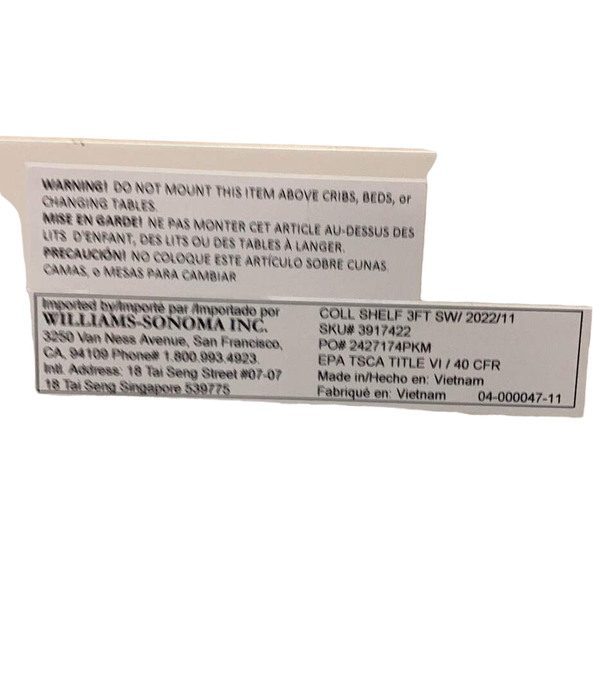 WARNING! DO NOT MOUNT THIS ITEM ABOVE CRIBS, BEDS, or
CHANGING TABLES.
MISE EN GARDE! NE PAS MONTER CET ARTICLE AU-DESSUS DES
LITS D'ENFANT, DES LITS OU DES TABLES À LANGER.
PRECAUCIÓN! NO COLOQUE ESTE ARTÍCULO SOBRE CUNAS,
CAMAS, o MESAS PARA CAMBIAR
Imported by/Importé par /Importado por
WILLIAMS-SONOMA INC.
3250 Van Ness Avenue, San Francisco,
CA, 94109 Phone# 1.800.993.4923.
Intl. Address: 18 Tai Seng Street #07-07
18 Tai Seng Singapore 539775
COLL SHELF 3FT SW/ 2022/11
SKU# 3917422
PO# 2427174PKM
EPA TSCA TITLE VI / 40 CFR
Made in/Hecho en: Vietnam
Fabriqué en: Vietnam 04-000047-11